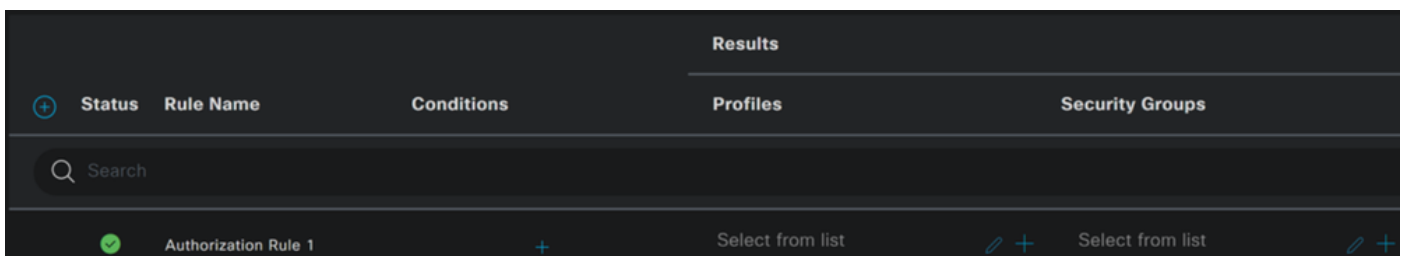 Results
Status Rule Name Conditions Profiles Security Groups
Search
Authorization Rule 1 Select from list Select from list